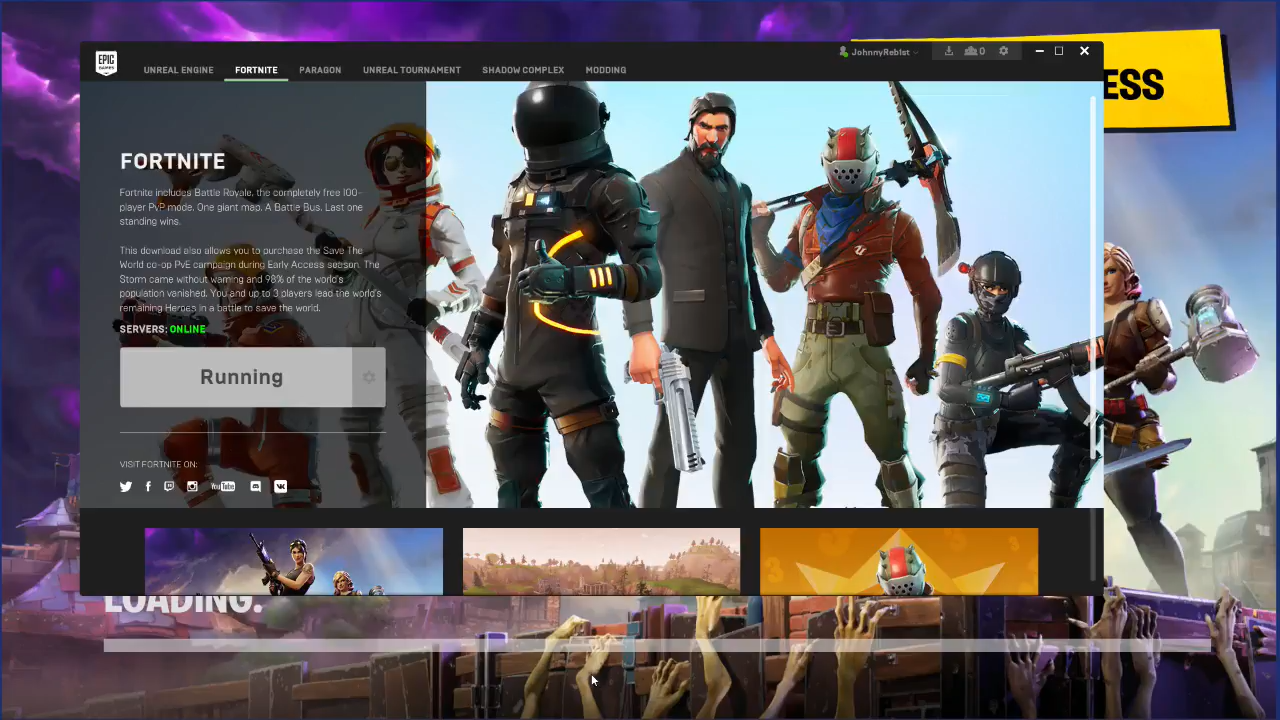 ESS
EPIC
GAMES
JohnnyReb1st
0
UNREAL ENGINE
FORTNITE
PARAGON
UNREAL TOURNAMENT
SHADOW COMPLEX
MODDING
FORTNITE
Fortnite includes Battle Royale, the completely free 100-
player PvP mode. One giant map. A Battle Bus. Last one
standing wins.
This download also allows you to purchase the Save The
World co-op PvE campaign during Early Access season. The
Storm came without warning and 98% of the world's
population vanished. You and up to 3 players lead the world's
remaining Heroes in a battle to save the world.
SERVERS: ONLINE
Running
VISIT FORTNITE ON:
YouTube
LOADING.